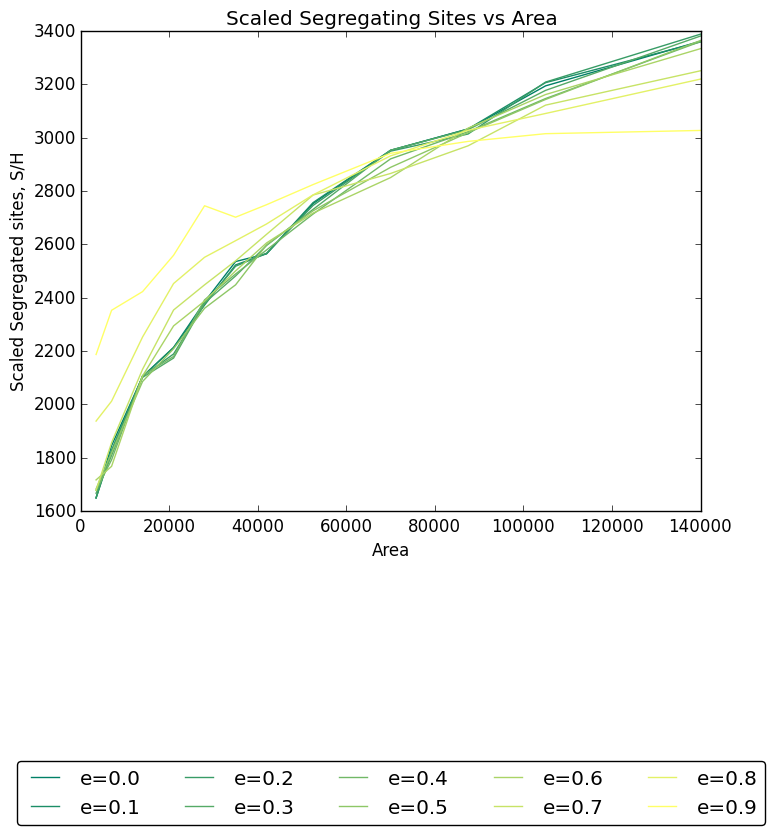 Scaled Segregating Sites vs Area
Scaled Segregated sites, S/H
3400
3200
3000
2800
2600
2400
2200
2000
1800
1600
0 20000 40000 60000 80000 100000 120000 140000
Area
e=0.0 e=0.2 e=0.4 e=0.6 e=0.8
e=0.1 e=0.3 e=0.5 e=0.7 e=0.9